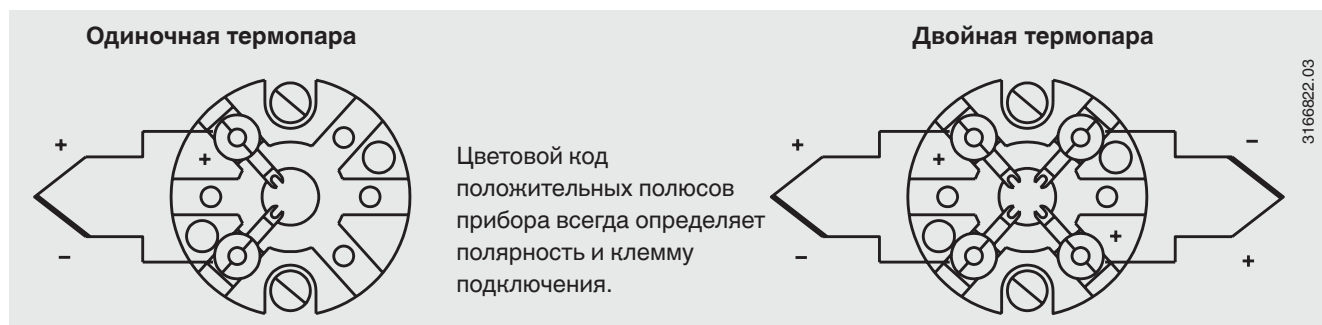 Одиночная термопара
+
+
−
Цветовой код
положительных полюсов
прибора всегда определяет
полярность и клемму
подключения.
Двойная термопара
+
+
−
−
+
+
3166822.03